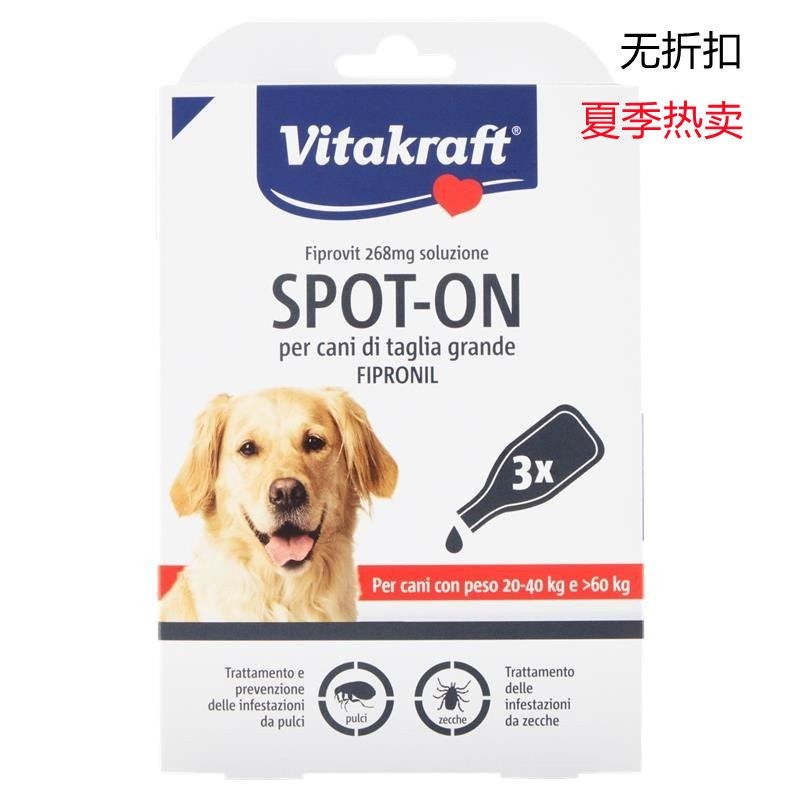 无折扣
夏季热卖
Vitakraft®
Fiprovit 268mg soluzione
SPOT-ON
per cani di taglia grande
FIPRONIL
3x
Per cani con peso 20-40 kg e >60 kg
Trattamento e
prevenzione
delle infestazioni
da pulci
pulci
zecche
Trattamento
delle
infestazioni
da zecche